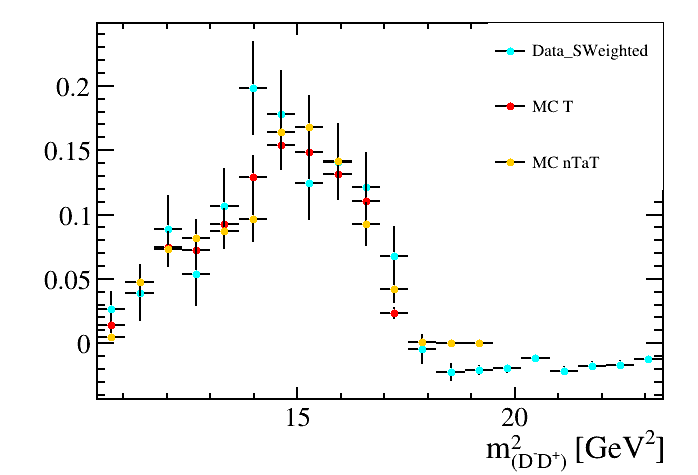 0.2
0.15
0.1
0.05
0
Data_SWeighted
MC T
MC nTaT
15
20
m²(D⁻D⁺) [GeV²]